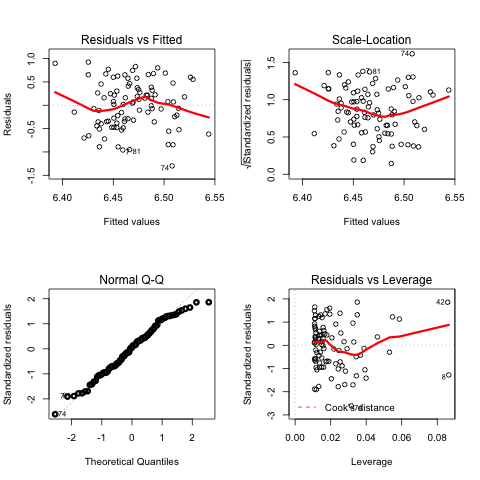 Residuals vs Fitted
Residuals
1.0
0.5
-0.5
-1.5
81
74
6.40 6.45 6.50 6.55
Fitted values
Scale-Location
√|Standardized residuals|
1.5
1.0
0.5
0.0
74
81
6.40 6.45 6.50 6.55
Fitted values
Normal Q-Q
Standardized residuals
2
1
0
-1
-2
74
-2 -1 0 1 2
Theoretical Quantiles
Residuals vs Leverage
Standardized residuals
2
1
0
-1
-2
-3
42
8
Cook's distance
0.00 0.02 0.04 0.06 0.08
Leverage